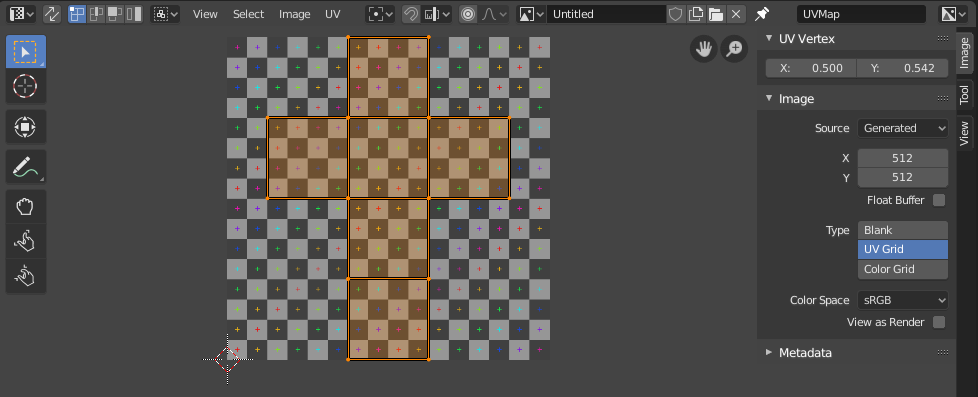 View Select Image UV Untitled UVMap
UV Vertex
X: 0.500 Y: 0.542
Image
Source Generated
X 512
Y 512
Float Buffer
Type Blank
UV Grid
Color Grid
Color Space sRGB
View as Render
Metadata
Image
Tool
View